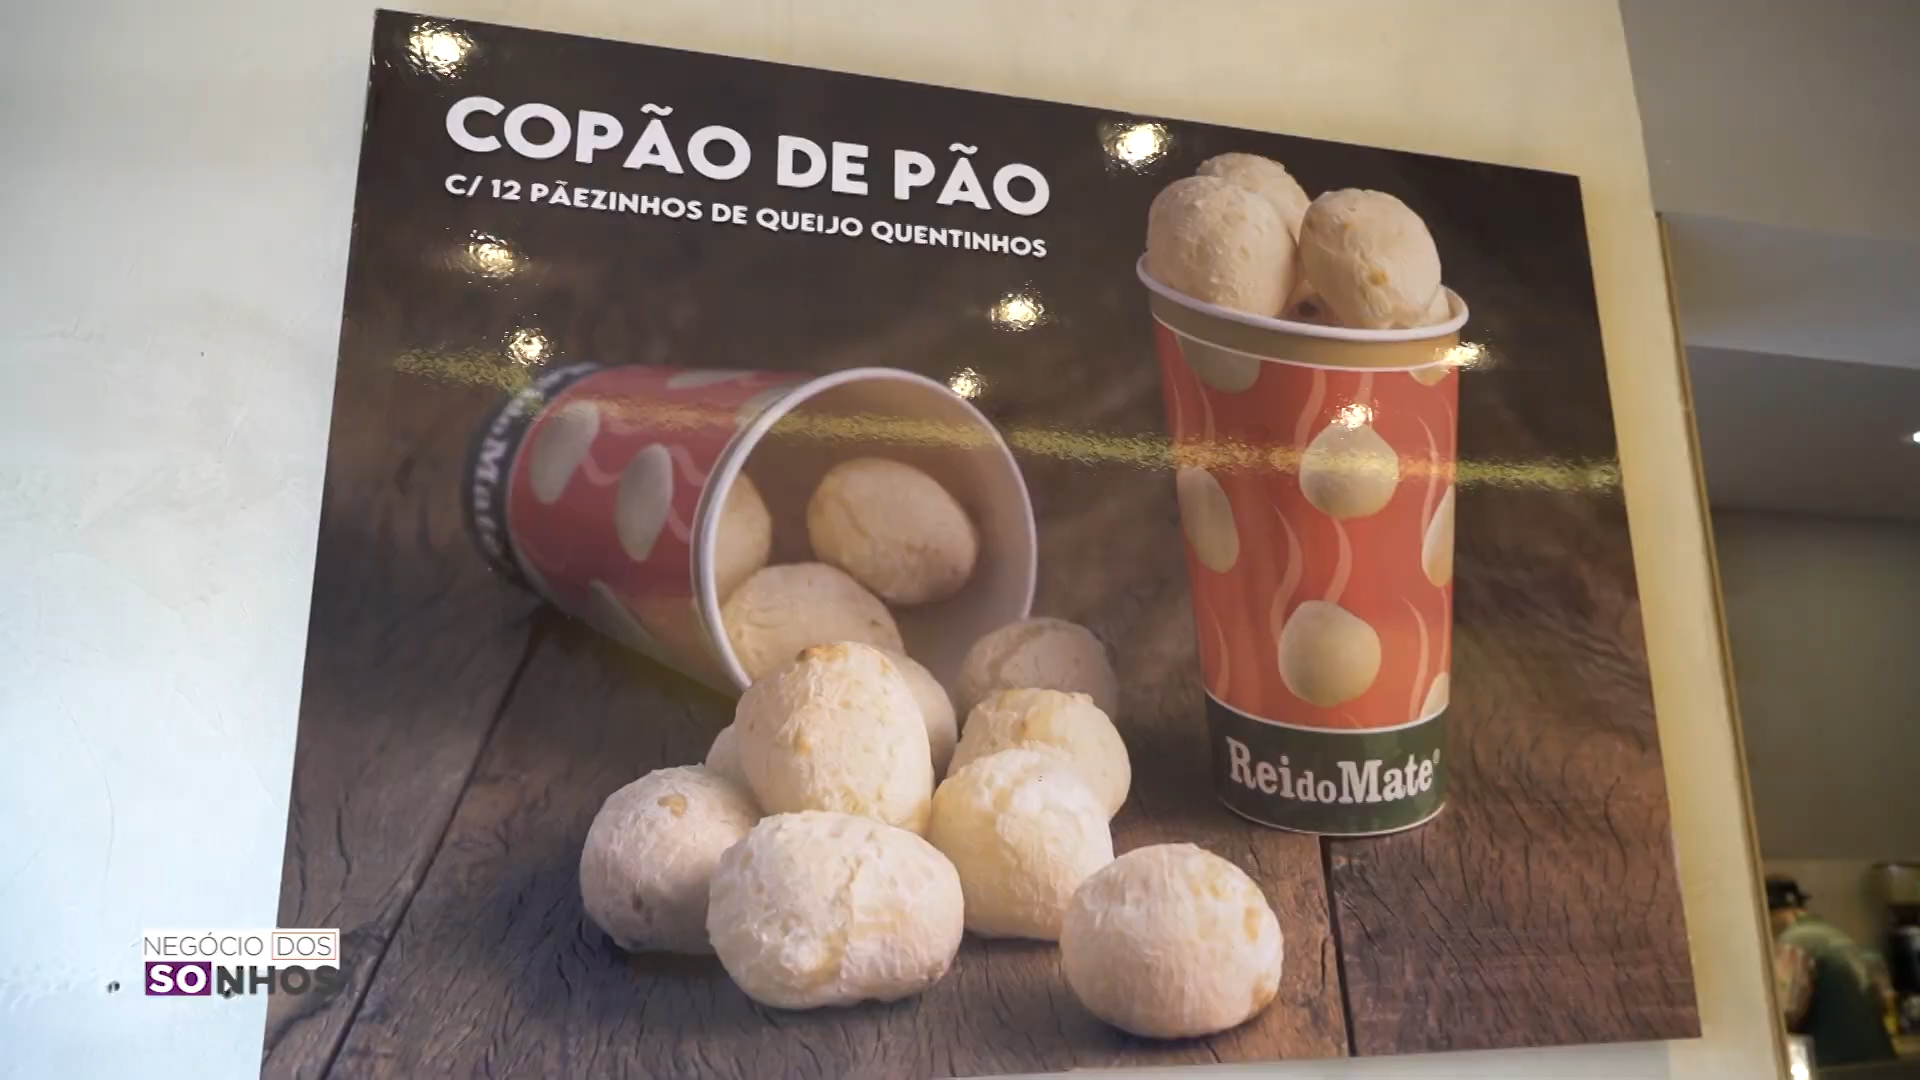 COPÃO DE PÃO
C/ 12 PÃEZINHOS DE QUEIJO QUENTINHOS
ReidoMate®
NEGÓCIO DOS
SONHOS